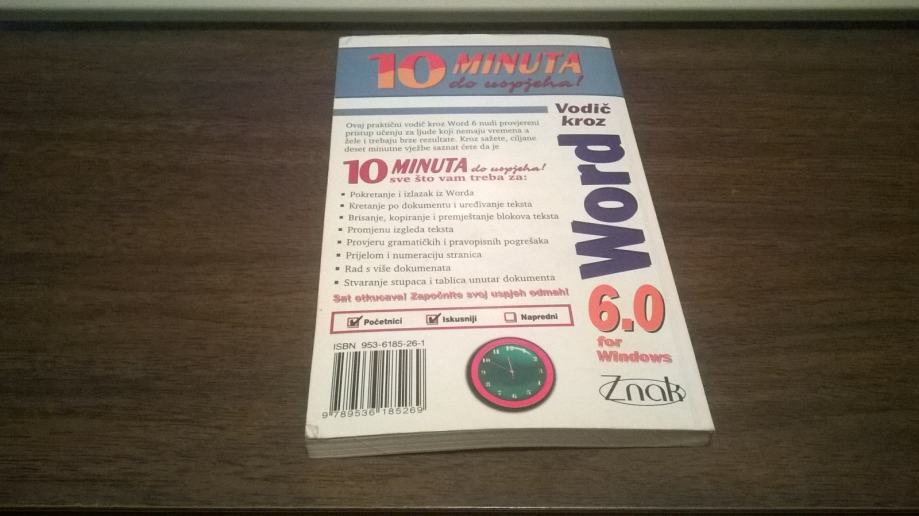 10 MINUTA
do uspjeha!
Vodič
kroz
Word
6.0
for
Windows
Ovaj praktični vodič kroz Word 6 nudi provjereni
pristup učenju za ljude koji nemaju vremena a
žele i trebaju brze rezultate. Kroz sažete, ciljane
deset minutne vježbe saznat ćete da je
10 MINUTA do uspjeha!
sve što vam treba za:
▪ Pokretanje i izlazak iz Worda
▪ Kretanje po dokumentu i uređivanje teksta
▪ Brisanje, kopiranje i premještanje blokova teksta
▪ Promjenu izgleda teksta
▪ Provjeru gramatičkih i pravopisnih pogrešaka
▪ Prijelom i numeraciju stranica
▪ Rad s više dokumenata
▪ Stvaranje stupaca i tablica unutar dokumenta
Sat otkucava! Započnite svoj uspjeh odmah!
Početnici Iskusniji Napredni
ISBN 953-6185-26-1
9 789536 185269
Znak